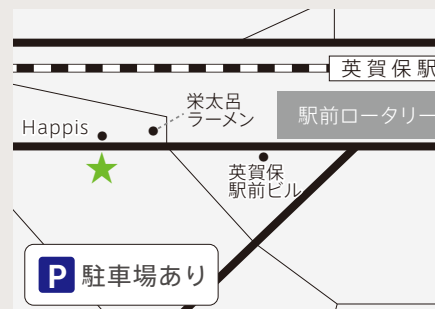 英賀保駅
栄太呂
ラーメン
駅前ロータリー
Happis
英賀保
駅前ビル
P 駐車場あり